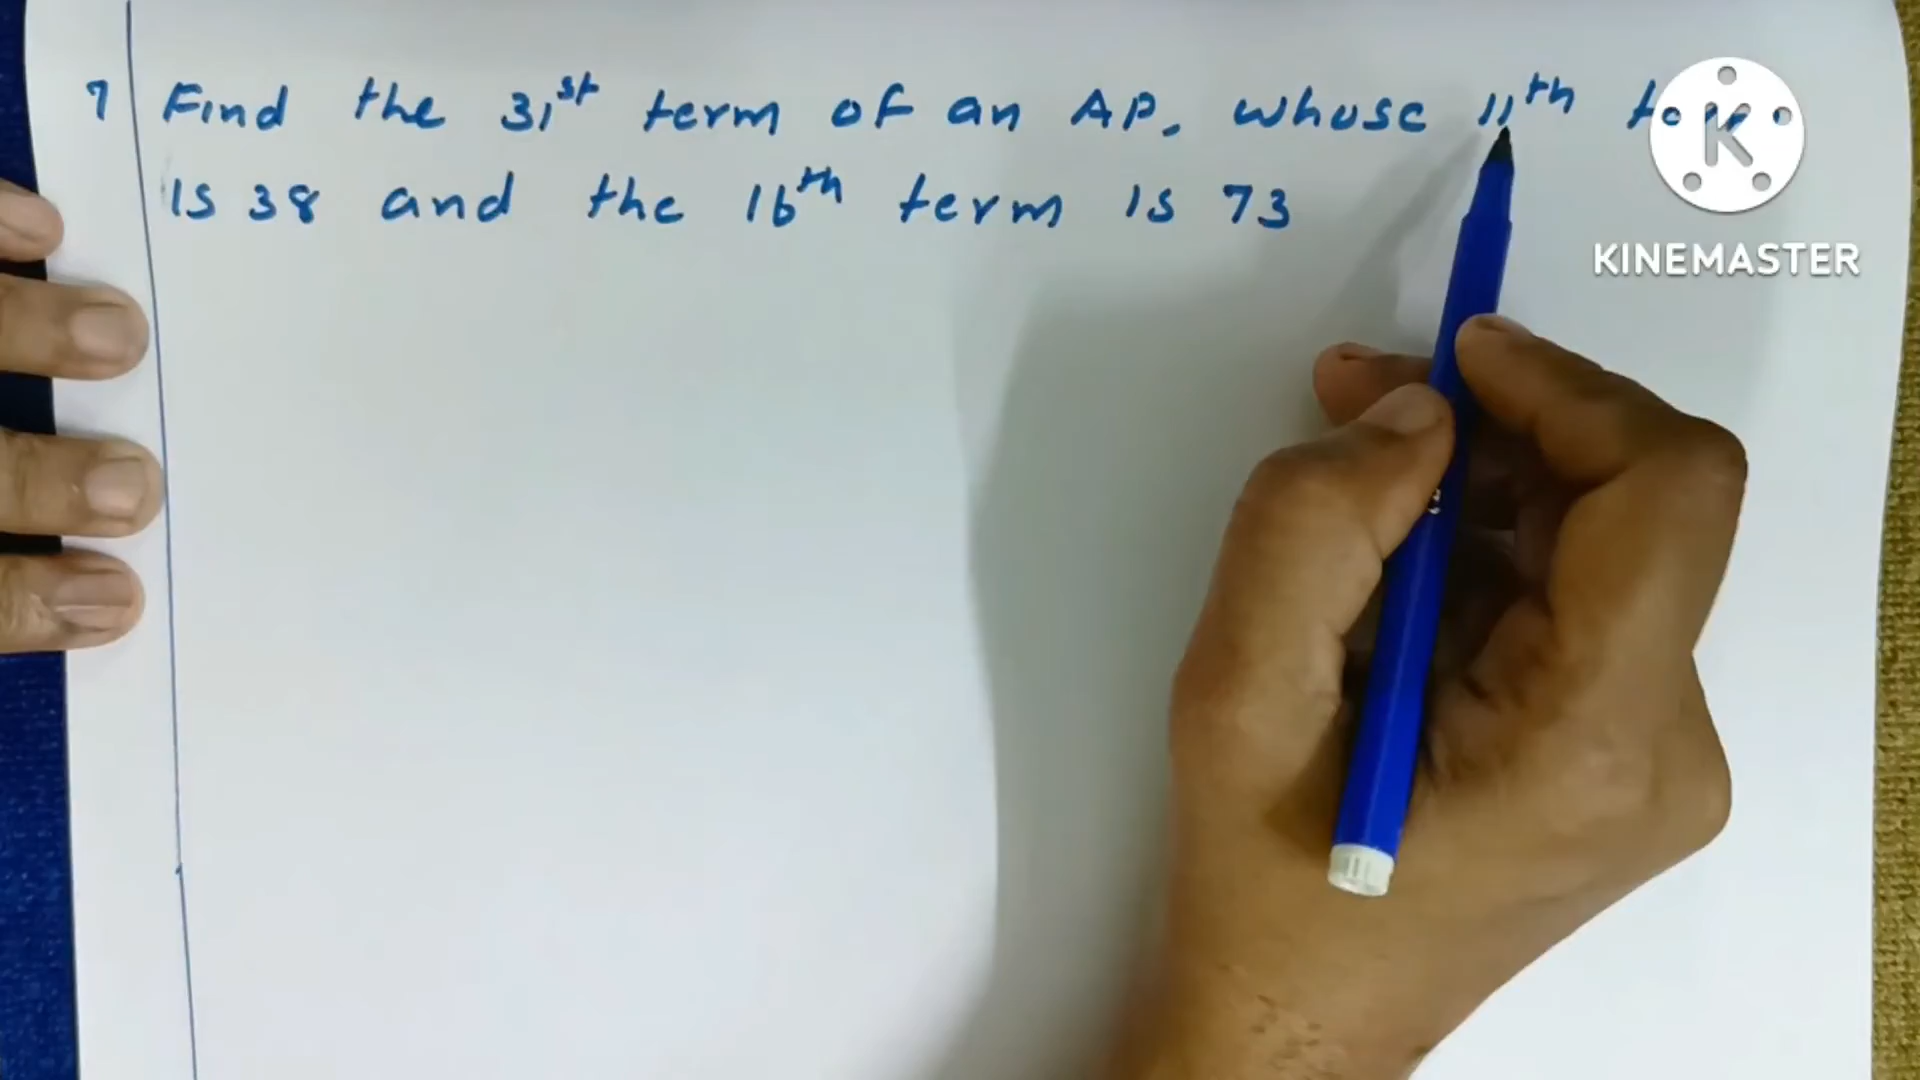 7 Find the 31st term of an AP. whose 11th
is 38 and the 16th term is 73
K
KINEMASTER